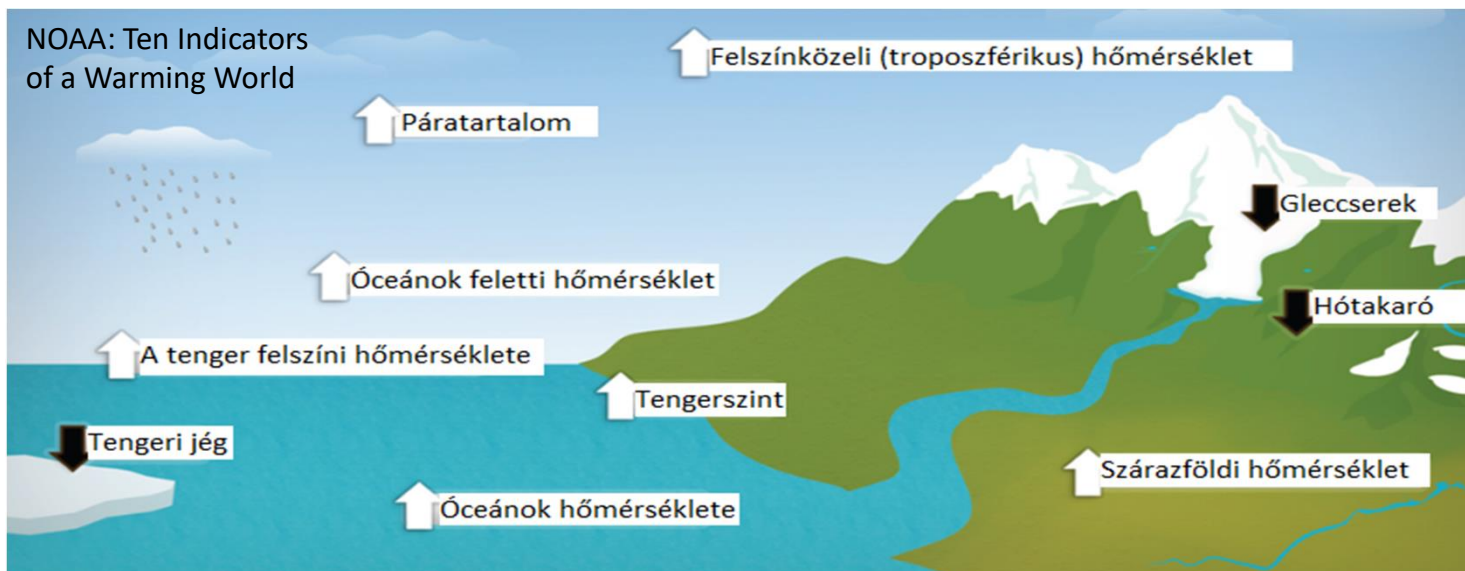 NOAA: Ten Indicators
of a Warming World
Felszínközeli (troposzférikus) hőmérséklet
Páratartalom
Gleccserek
Óceánok feletti hőmérséklet
Hótakaró
A tenger felszíni hőmérséklete
Tengerszint
Tengeri jég
Szárazföldi hőmérséklet
Óceánok hőmérséklete